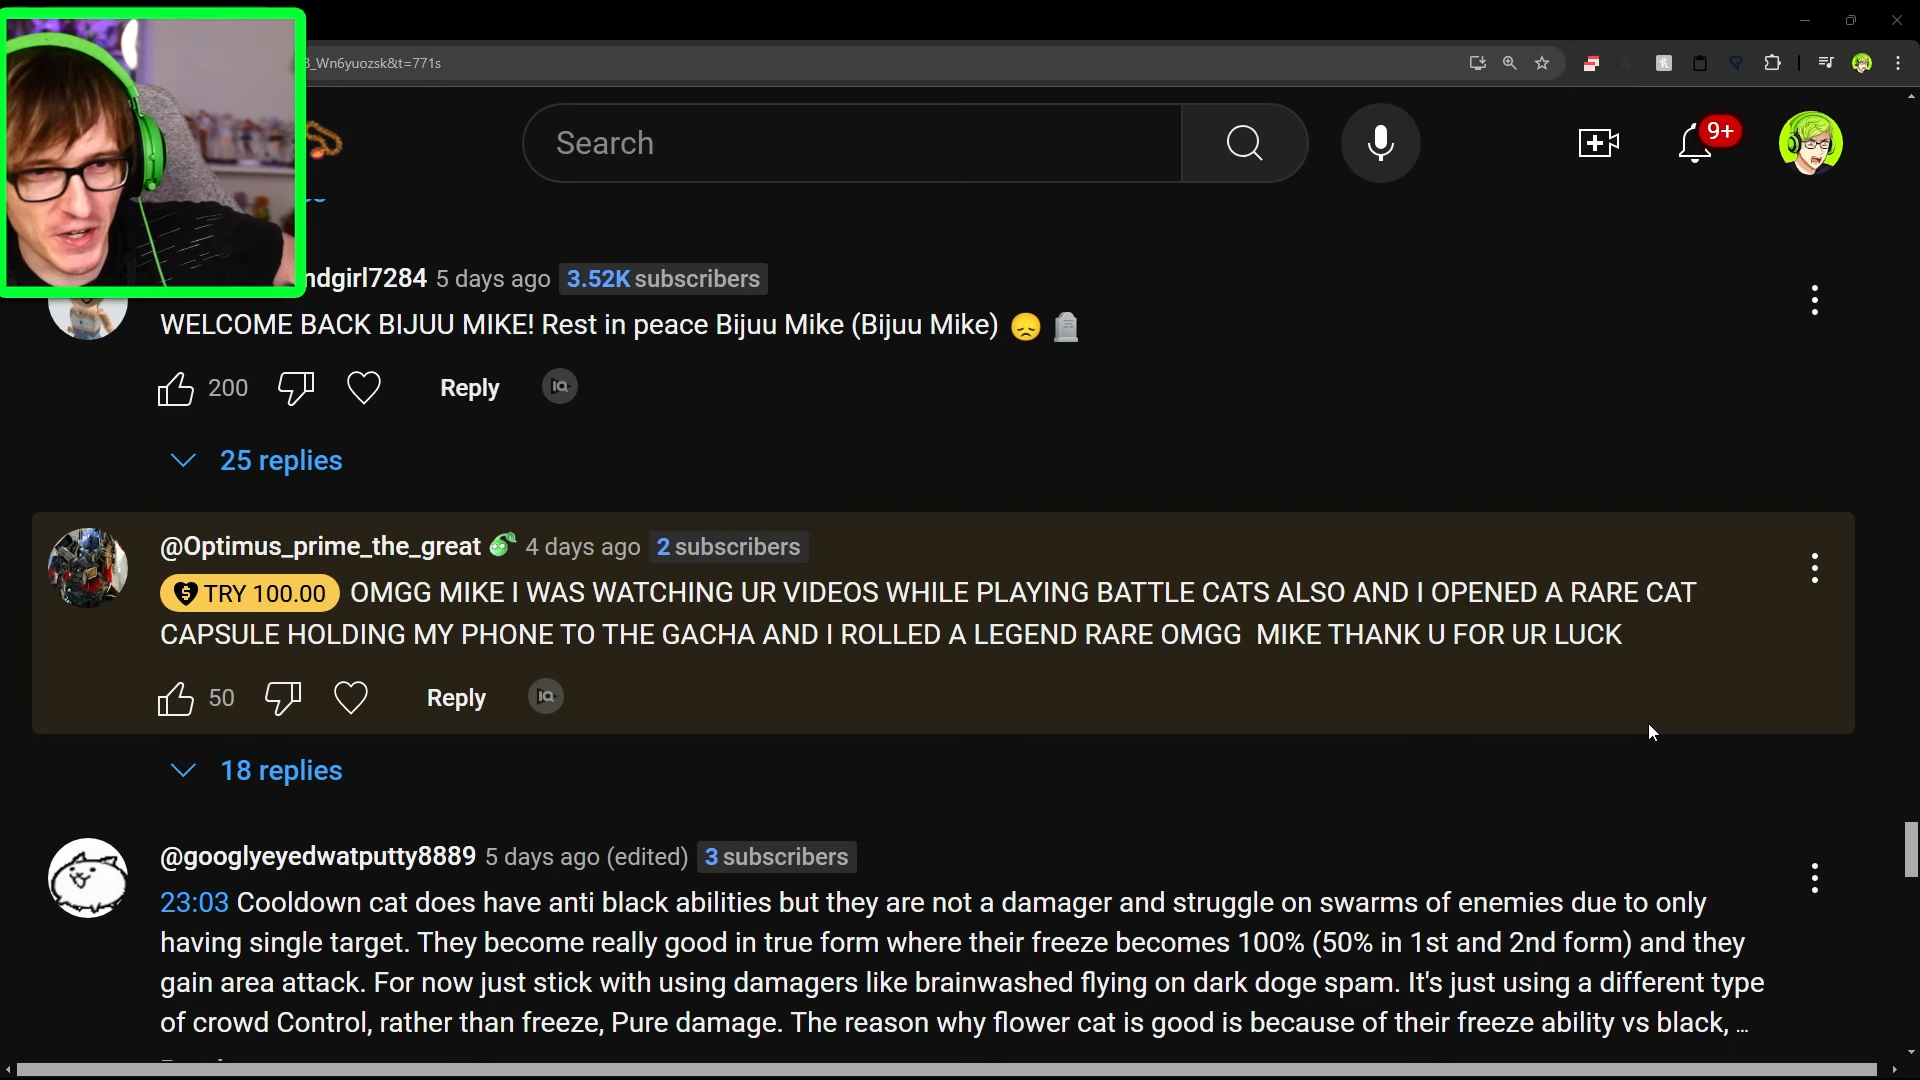 3_Wn6yuozsk&t=771s
Search
9+
ndgirl7284 5 days ago 3.52K subscribers
WELCOME BACK BIJUU MIKE! Rest in peace Bijuu Mike (Bijuu Mike) 😞 🪦
200 Reply
25 replies
@Optimus_prime_the_great 4 days ago 2 subscribers
TRY 100.00 OMGG MIKE I WAS WATCHING UR VIDEOS WHILE PLAYING BATTLE CATS ALSO AND I OPENED A RARE CAT
CAPSULE HOLDING MY PHONE TO THE GACHA AND I ROLLED A LEGEND RARE OMGG MIKE THANK U FOR UR LUCK
50 Reply
18 replies
@googlyeyedwatputty8889 5 days ago (edited) 3 subscribers
23:03 Cooldown cat does have anti black abilities but they are not a damager and struggle on swarms of enemies due to only
having single target. They become really good in true form where their freeze becomes 100% (50% in 1st and 2nd form) and they
gain area attack. For now just stick with using damagers like brainwashed flying on dark doge spam. It's just using a different type
of crowd Control, rather than freeze, Pure damage. The reason why flower cat is good is because of their freeze ability vs black, ...